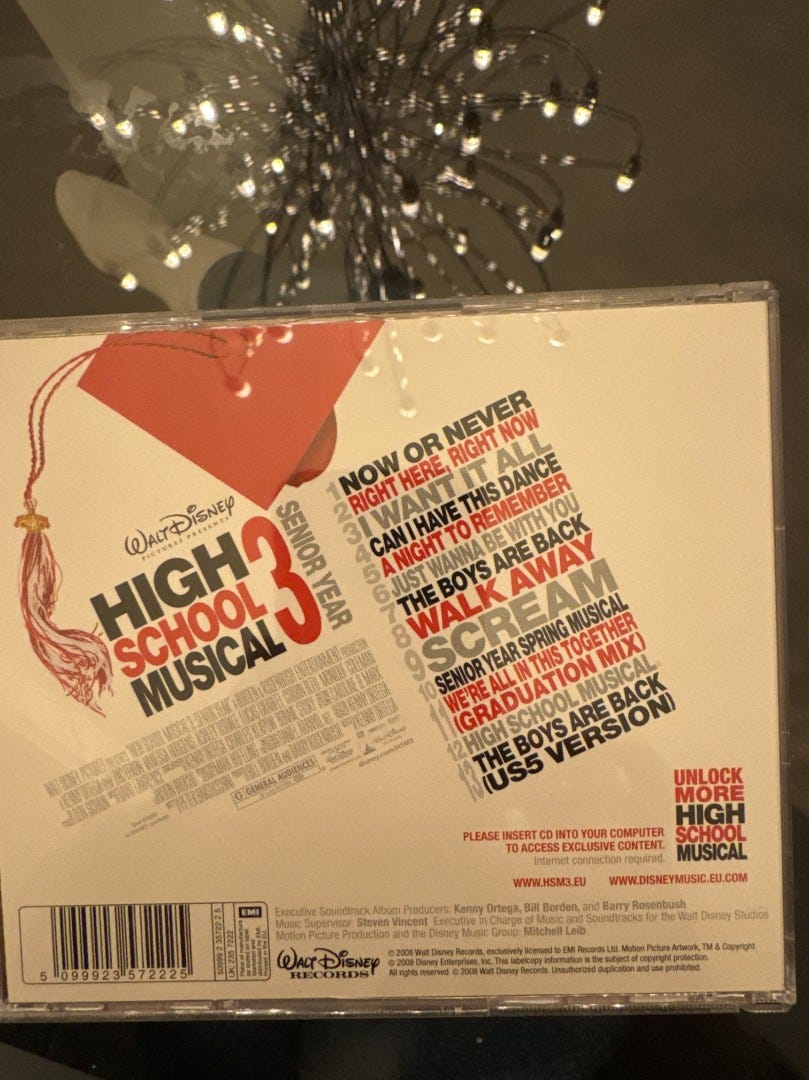 WALT DISNEY
PICTURES PRESENTS
HIGH
SCHOOL
MUSICAL
3
SENIOR YEAR
1 NOW OR NEVER
2 RIGHT HERE, RIGHT NOW
3 I WANT IT ALL
4 CAN I HAVE THIS DANCE
5 A NIGHT TO REMEMBER
6 JUST WANNA BE WITH YOU
7 THE BOYS ARE BACK
8 WALK AWAY
9 SCREAM
10 SENIOR YEAR SPRING MUSICAL
11 WE'RE ALL IN THIS TOGETHER
(GRADUATION MIX)
12 HIGH SCHOOL MUSICAL
13 THE BOYS ARE BACK
(US5 VERSION)
G GENERAL AUDIENCES
disney.com/HSM3
UNLOCK
MORE
HIGH
SCHOOL
MUSICAL
PLEASE INSERT CD INTO YOUR COMPUTER
TO ACCESS EXCLUSIVE CONTENT.
Internet connection required.
WWW.HSM3.EU WWW.DISNEYMUSIC.EU.COM
5 099923 572225
50999 2 35722 2 5
UK: 235 7222
EMI
Executive Soundtrack Album Producers: Kenny Ortega, Bill Borden, and Barry Rosenbush
Music Supervisor: Steven Vincent Executive in Charge of Music and Soundtracks for the Walt Disney Studios
Motion Picture Production and the Disney Music Group: Mitchell Leib
WALT DISNEY
RECORDS
℗ 2008 Walt Disney Records, exclusively licensed to EMI Records Ltd. Motion Picture Artwork, TM & Copyright
© 2008 Disney Enterprises, Inc. This labelcopy information is the subject of copyright protection.
All rights reserved. © 2008 Walt Disney Records. Unauthorized duplication and use prohibited.